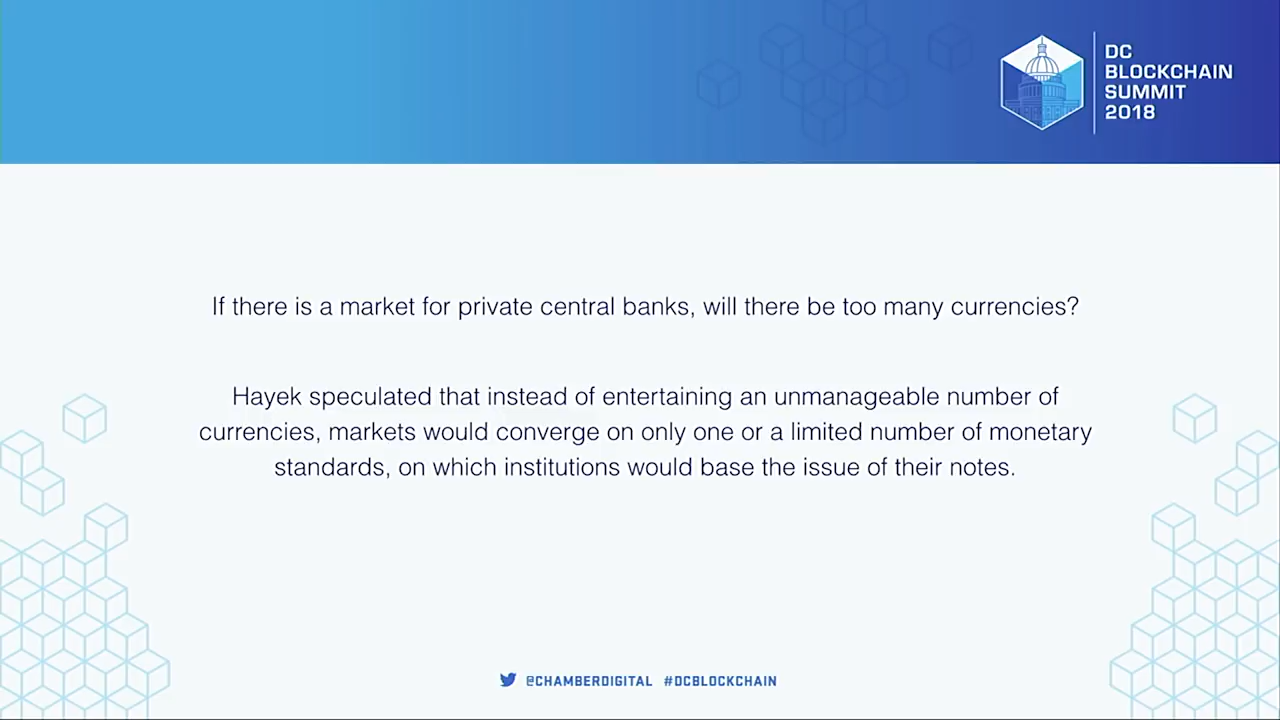 DC
BLOCKCHAIN
SUMMIT
2018
If there is a market for private central banks, will there be too many currencies?
Hayek speculated that instead of entertaining an unmanageable number of
currencies, markets would converge on only one or a limited number of monetary
standards, on which institutions would base the issue of their notes.
@CHAMBERDIGITAL #DCBLOCKCHAIN